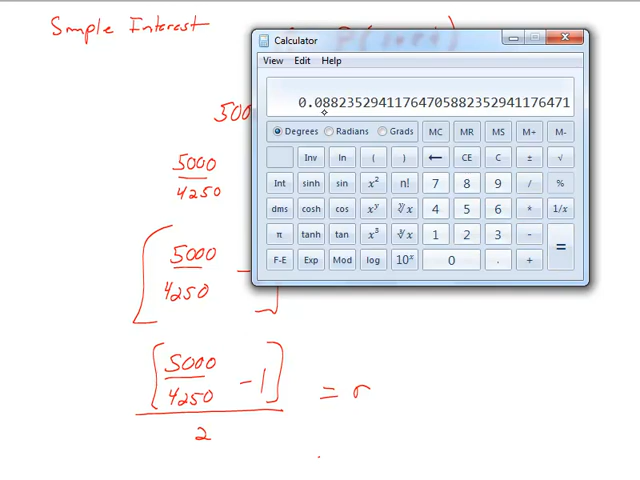 Simple Interest
Calculator
View Edit Help
0.08823529411764705882352941176471
Degrees Radians Grads MC MR MS M+ M-
Inv ln ( ) ← CE C ± √
Int sinh sin x² n! 7 8 9 / %
dms cosh cos xʸ ʸ√x 4 5 6 * 1/x
π tanh tan x³ ³√x 1 2 3 - =
F-E Exp Mod log 10ˣ 0 . +
500
5000
4250
[ 5000
4250 - ]
[ 5000
4250 - 1 ] = r
2